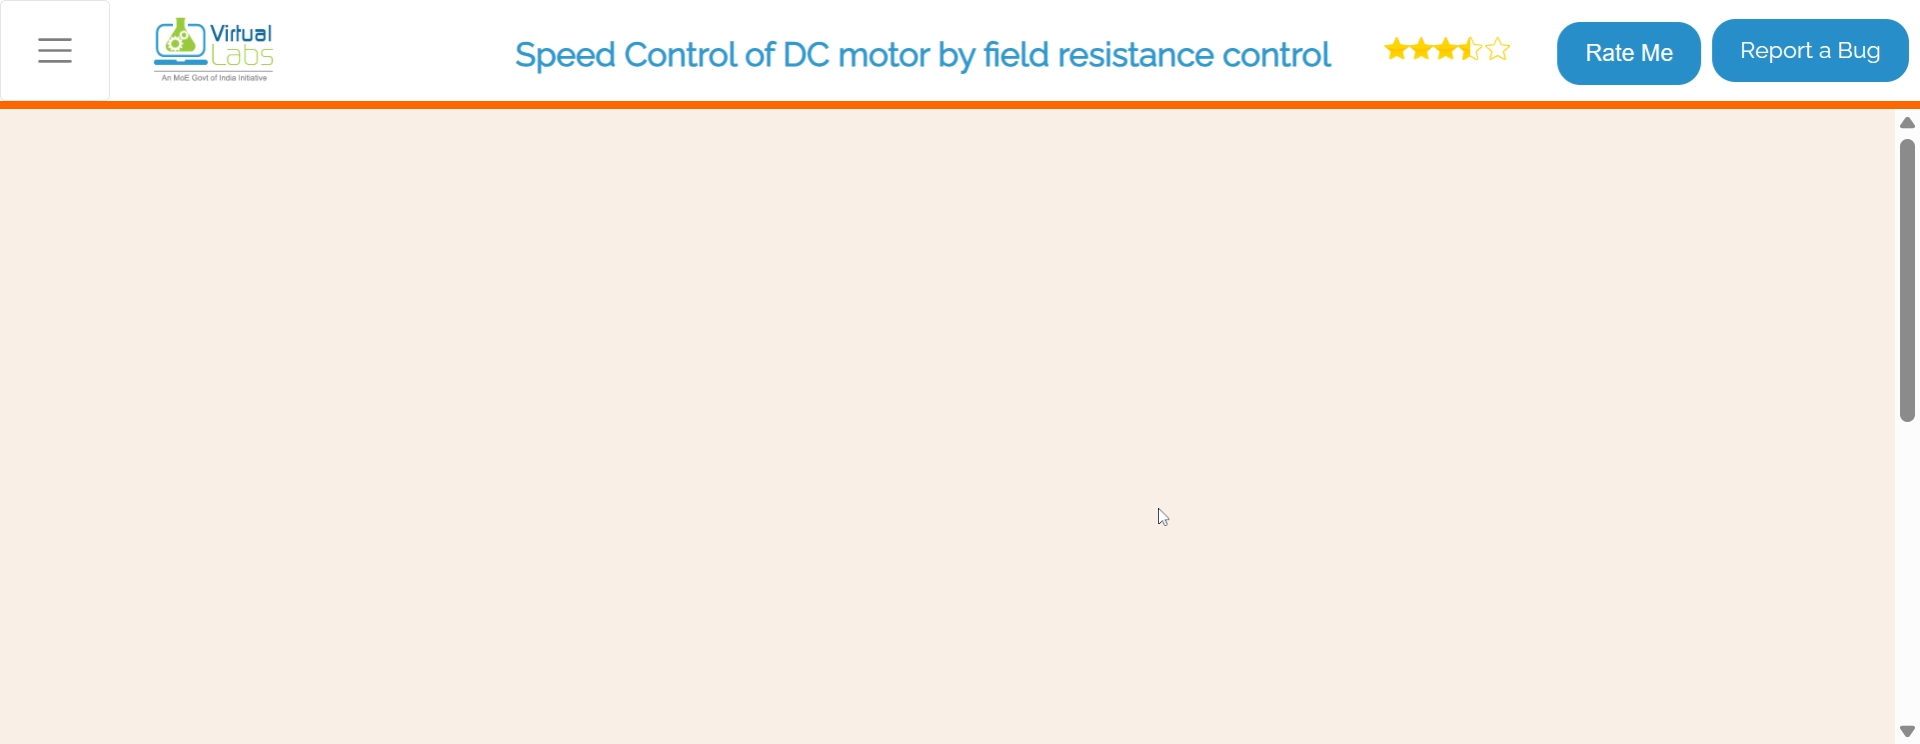 Virtual
Labs
An MoE Govt of India Initiative
Speed Control of DC motor by field resistance control
Rate Me
Report a Bug